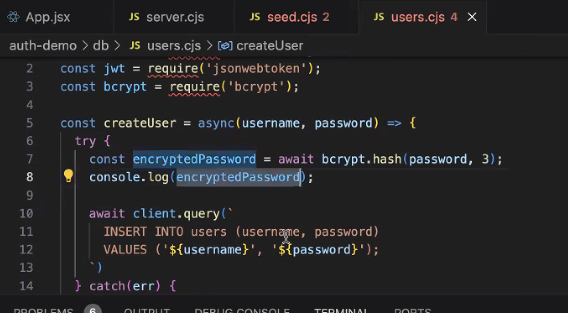 App.jsx JS server.cjs JS seed.cjs 2 JS users.cjs 4 ×
auth-demo > db > JS users.cjs > createUser
2 const jwt = require('jsonwebtoken');
3 const bcrypt = require('bcrypt');
4
5 const createUser = async(username, password) => {
6 try {
7 const encryptedPassword = await bcrypt.hash(password, 3);
8 console.log(encryptedPassword);
9
10 await client.query(`
11 INSERT INTO users (username, password)
12 VALUES ('${username}', '${password}');
13 `)
14 } catch(err) {
PROBLEMS 6 OUTPUT DEBUG CONSOLE TERMINAL PORTS